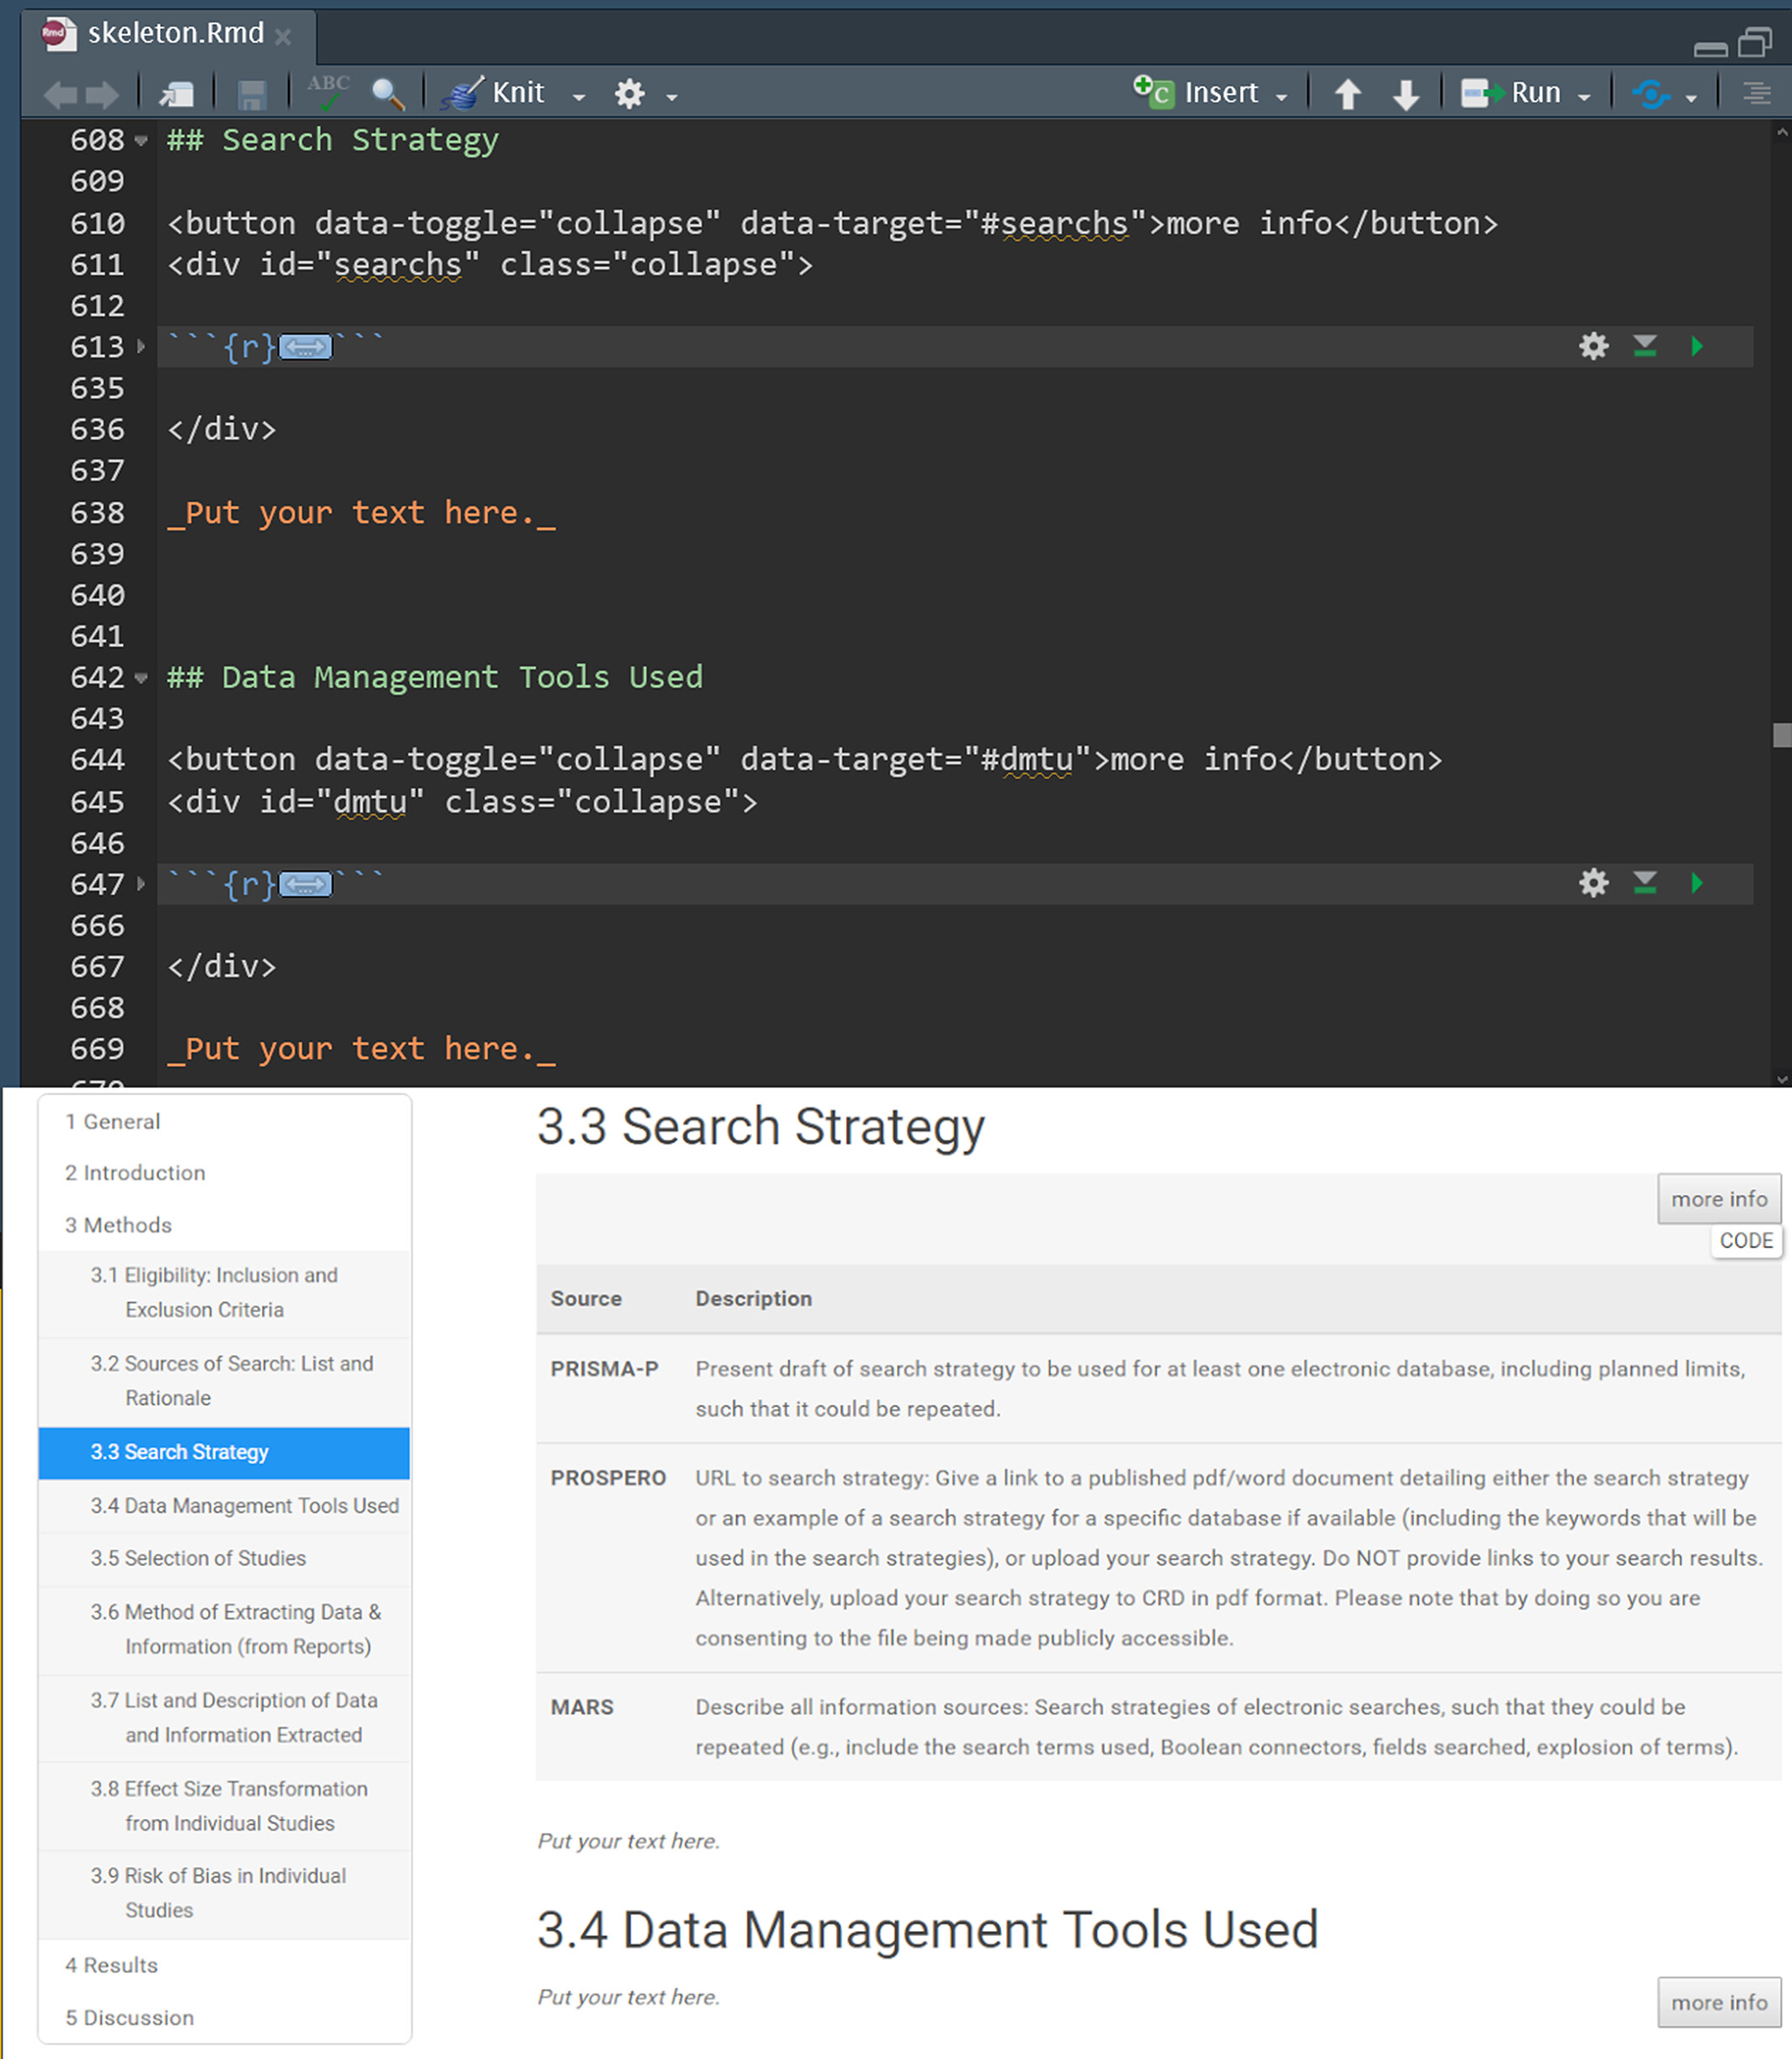 skeleton.Rmd
ABC Knit Insert Run
608 ## Search Strategy
609
610 <button data-toggle="collapse" data-target="#searchs">more info</button>
611 <div id="searchs" class="collapse">
612
613 ```{r}```
635
636 </div>
637
638 _Put your text here._
639
640
641
642 ## Data Management Tools Used
643
644 <button data-toggle="collapse" data-target="#dmtu">more info</button>
645 <div id="dmtu" class="collapse">
646
647 ```{r}```
666
667 </div>
668
669 _Put your text here._
670
1 General
2 Introduction
3 Methods
3.1 Eligibility: Inclusion and
Exclusion Criteria
3.2 Sources of Search: List and
Rationale
3.3 Search Strategy
3.4 Data Management Tools Used
3.5 Selection of Studies
3.6 Method of Extracting Data &
Information (from Reports)
3.7 List and Description of Data
and Information Extracted
3.8 Effect Size Transformation
from Individual Studies
3.9 Risk of Bias in Individual
Studies
4 Results
5 Discussion
3.3 Search Strategy
more info
CODE
Source Description
PRISMA-P Present draft of search strategy to be used for at least one electronic database, including planned limits,
such that it could be repeated.
PROSPERO URL to search strategy: Give a link to a published pdf/word document detailing either the search strategy
or an example of a search strategy for a specific database if available (including the keywords that will be
used in the search strategies), or upload your search strategy. Do NOT provide links to your search results.
Alternatively, upload your search strategy to CRD in pdf format. Please note that by doing so you are
consenting to the file being made publicly accessible.
MARS Describe all information sources: Search strategies of electronic searches, such that they could be
repeated (e.g., include the search terms used, Boolean connectors, fields searched, explosion of terms).
Put your text here.
3.4 Data Management Tools Used
Put your text here.
more info